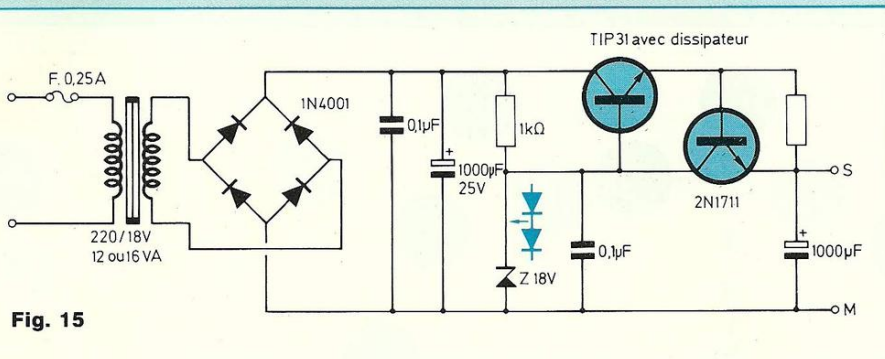 TIP31 avec dissipateur
F. 0,25A
1N4001
0,1µF
+
1000µF
25V
1kΩ
2N1711
S
220/18V
12 ou 16 VA
Z 18V
0,1µF
+
1000µF
M
Fig. 15